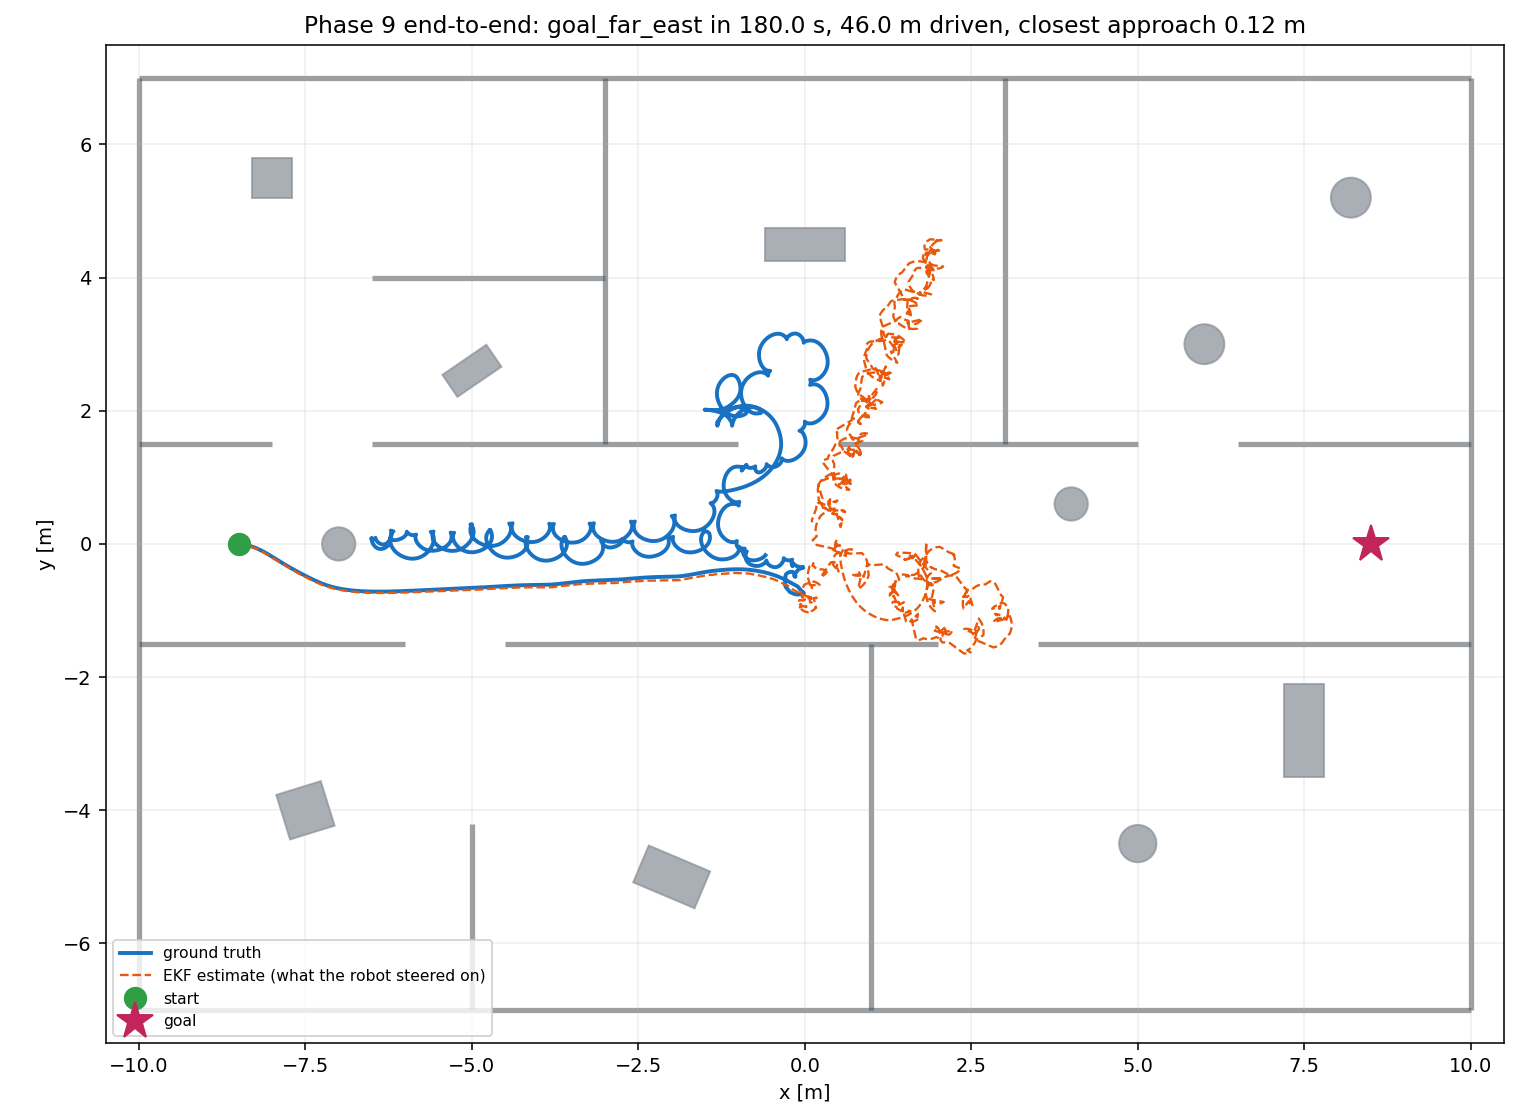 Phase 9 end-to-end: goal_far_east in 180.0 s, 46.0 m driven, closest approach 0.12 m
y [m]
6
4
2
0
−2
−4
−6
ground truth
EKF estimate (what the robot steered on)
start
goal
−10.0 −7.5 −5.0 −2.5 0.0 2.5 5.0 7.5 10.0
x [m]